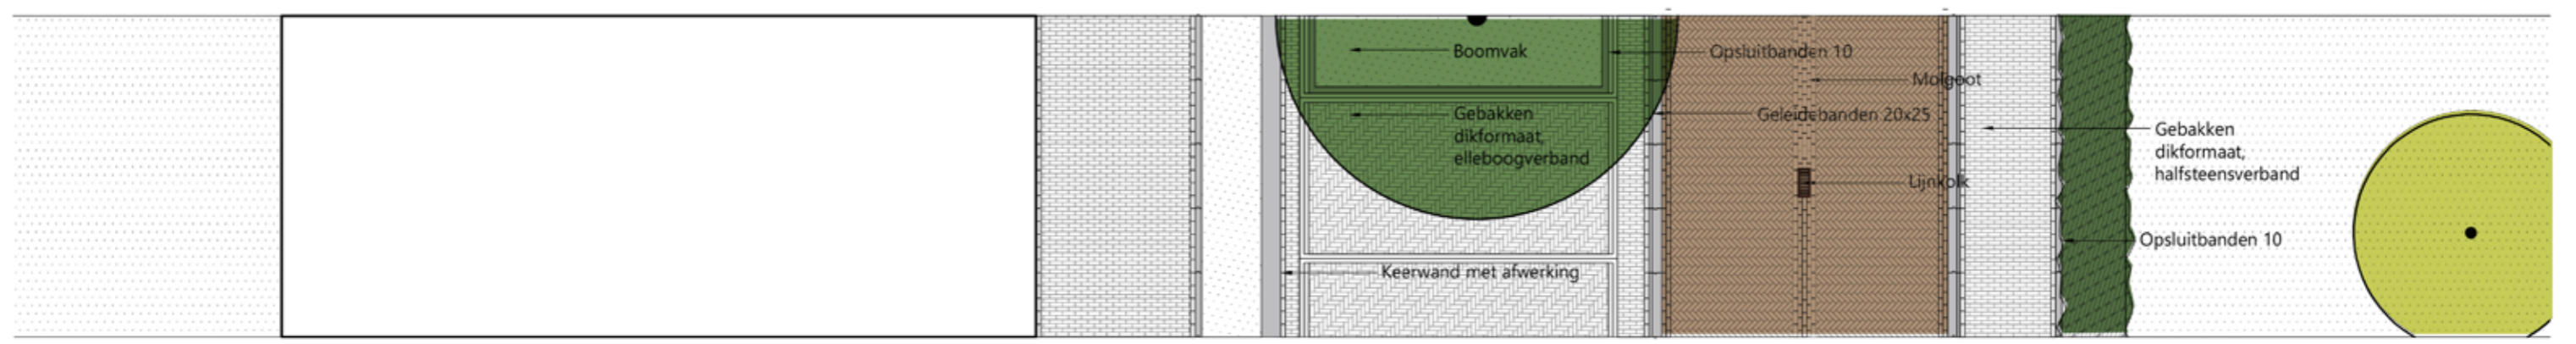 Boomvak
Opsluitbanden 10
Molgoot
Gebakken
dikformaat,
elleboogverband
Geleidebanden 20x25
Gebakken
dikformaat,
halfsteensverband
Lijnkolk
Opsluitbanden 10
Keerwand met afwerking